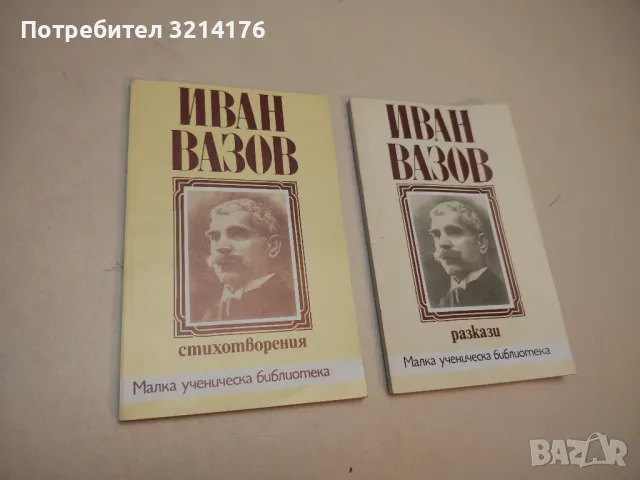 Потребител 3214176
ИВАН
ВАЗОВ
стихотворения
Малка ученическа библиотека
ИВАН
ВАЗОВ
разкази
Малка ученическа библиотека
BAZAR